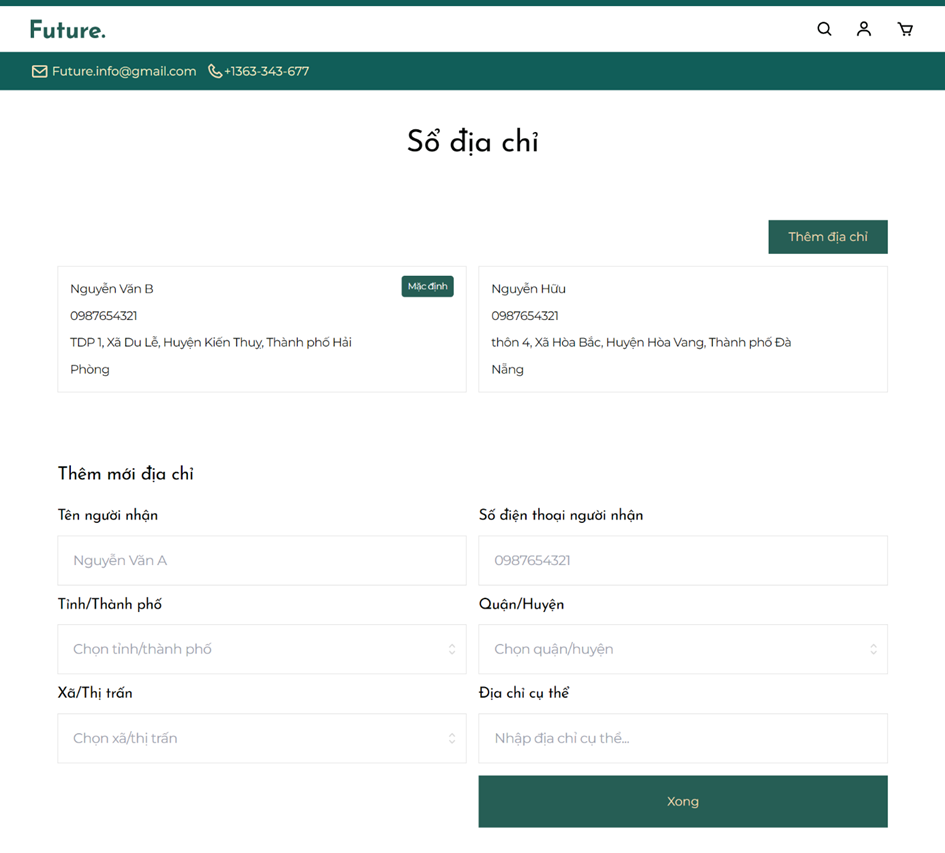 Future.
Future.info@gmail.com +1363-343-677
Sổ địa chỉ
Thêm địa chỉ
Nguyễn Văn B
Mặc định
0987654321
TDP 1, Xã Du Lễ, Huyện Kiến Thuỵ, Thành phố Hải
Phòng
Nguyễn Hữu
0987654321
thôn 4, Xã Hòa Bắc, Huyện Hòa Vang, Thành phố Đà
Nẵng
Thêm mới địa chỉ
Tên người nhận
Nguyễn Văn A
Số điện thoại người nhận
0987654321
Tỉnh/Thành phố
Chọn tỉnh/thành phố
Quận/Huyện
Chọn quận/huyện
Xã/Thị trấn
Chọn xã/thị trấn
Địa chỉ cụ thể
Nhập địa chỉ cụ thể...
Xong